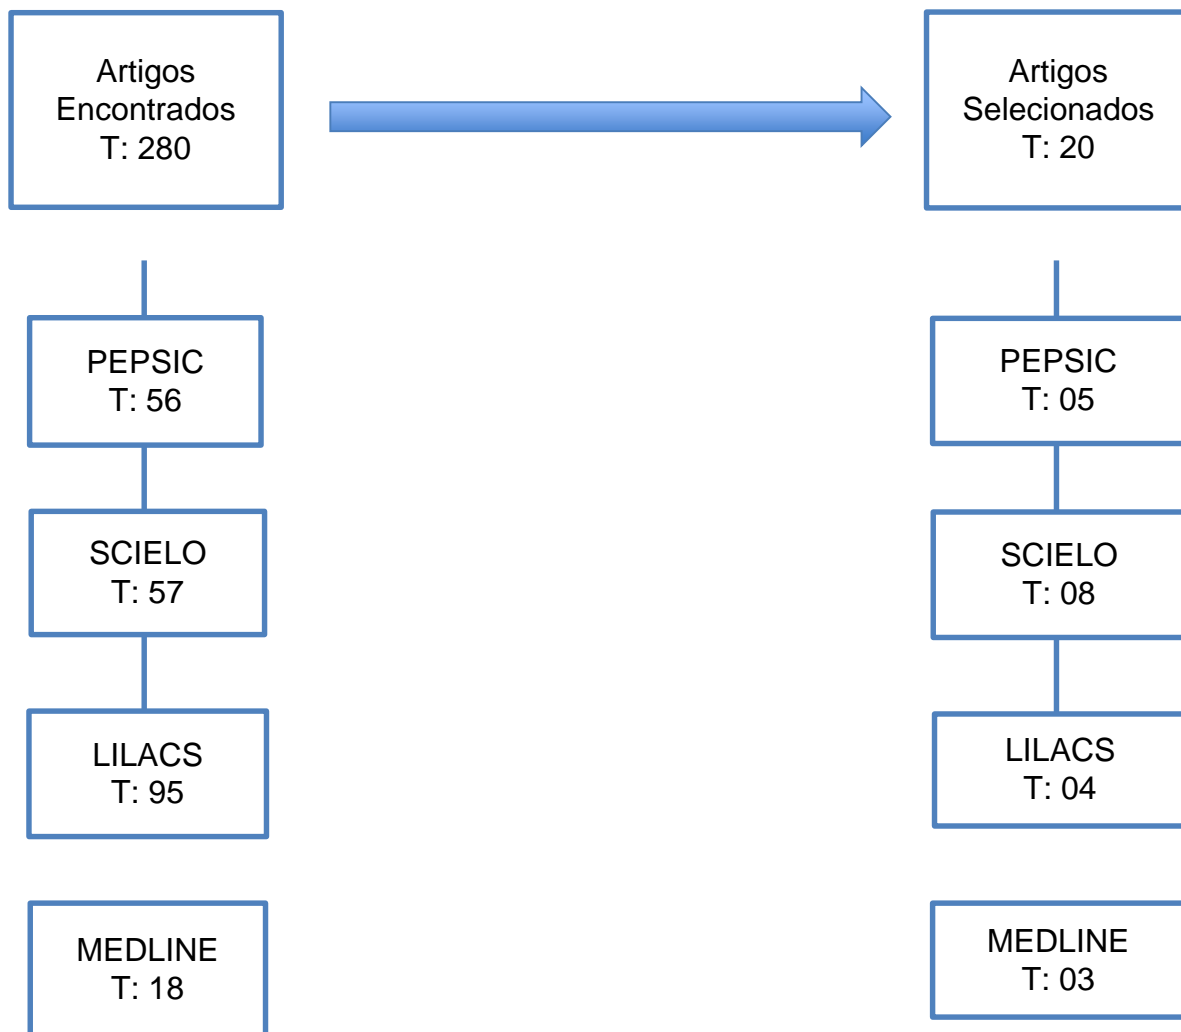 Artigos
Encontrados
T: 280
Artigos
Selecionados
T: 20
PEPSIC
T: 56
PEPSIC
T: 05
SCIELO
T: 57
SCIELO
T: 08
LILACS
T: 95
LILACS
T: 04
MEDLINE
T: 18
MEDLINE
T: 03